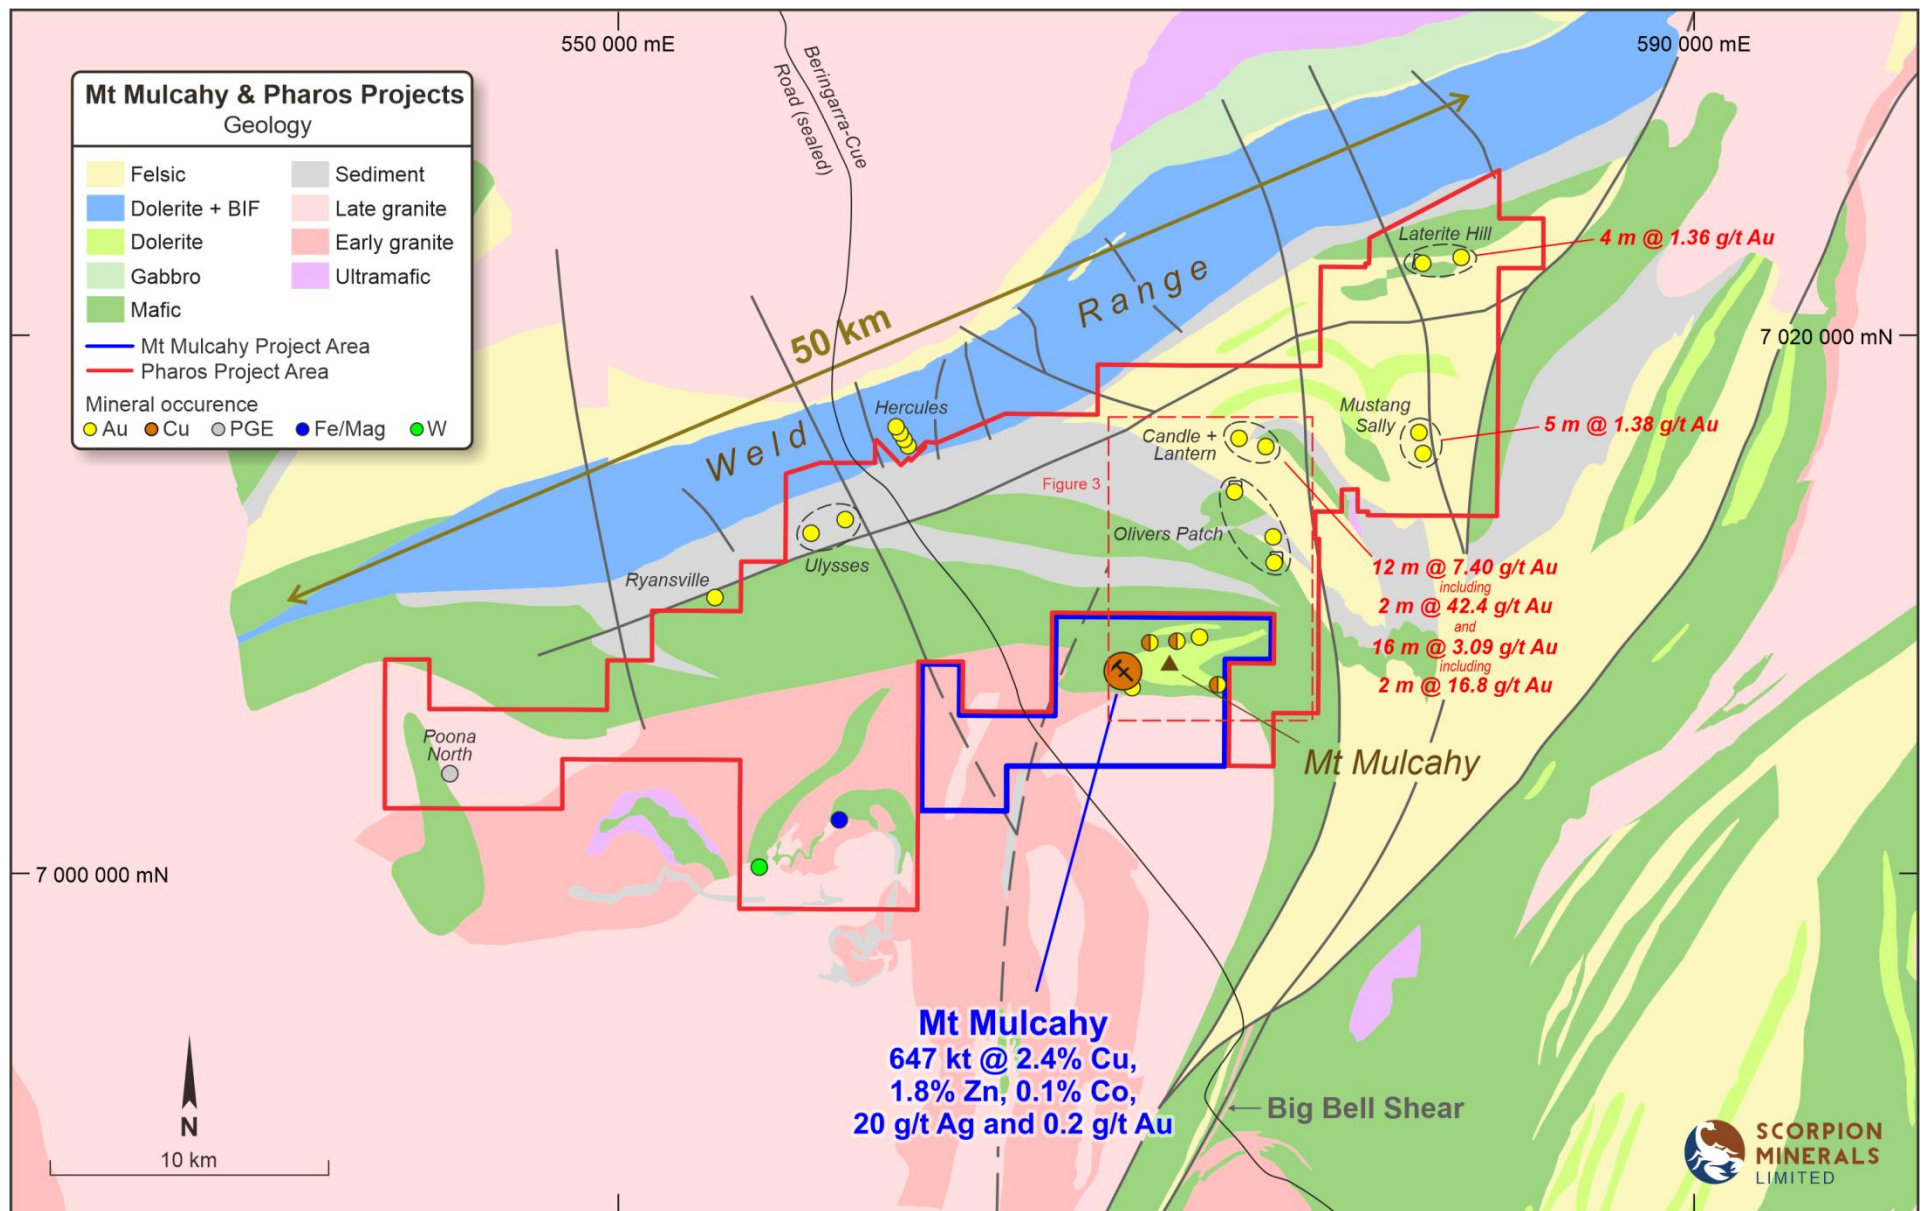 550 000 mE
590 000 mE
Mt Mulcahy & Pharos Projects
Geology
Felsic
Dolerite + BIF
Dolerite
Gabbro
Mafic
Sediment
Late granite
Early granite
Ultramafic
Mt Mulcahy Project Area
Pharos Project Area
Mineral occurence
Au
Cu
PGE
Fe/Mag
W
Beringarra-Cue
Road (sealed)
Laterite Hill
4 m @ 1.36 g/t Au
Weld Range
50 km
7 020 000 mN
Hercules
Mustang
Sally
5 m @ 1.38 g/t Au
Candle +
Lantern
Figure 3
Olivers Patch
Ulysses
Ryansville
12 m @ 7.40 g/t Au
including
2 m @ 42.4 g/t Au
and
16 m @ 3.09 g/t Au
including
2 m @ 16.8 g/t Au
Poona
North
Mt Mulcahy
7 000 000 mN
Mt Mulcahy
647 kt @ 2.4% Cu,
1.8% Zn, 0.1% Co,
20 g/t Ag and 0.2 g/t Au
Big Bell Shear
N
10 km
SCORPION
MINERALS
LIMITED